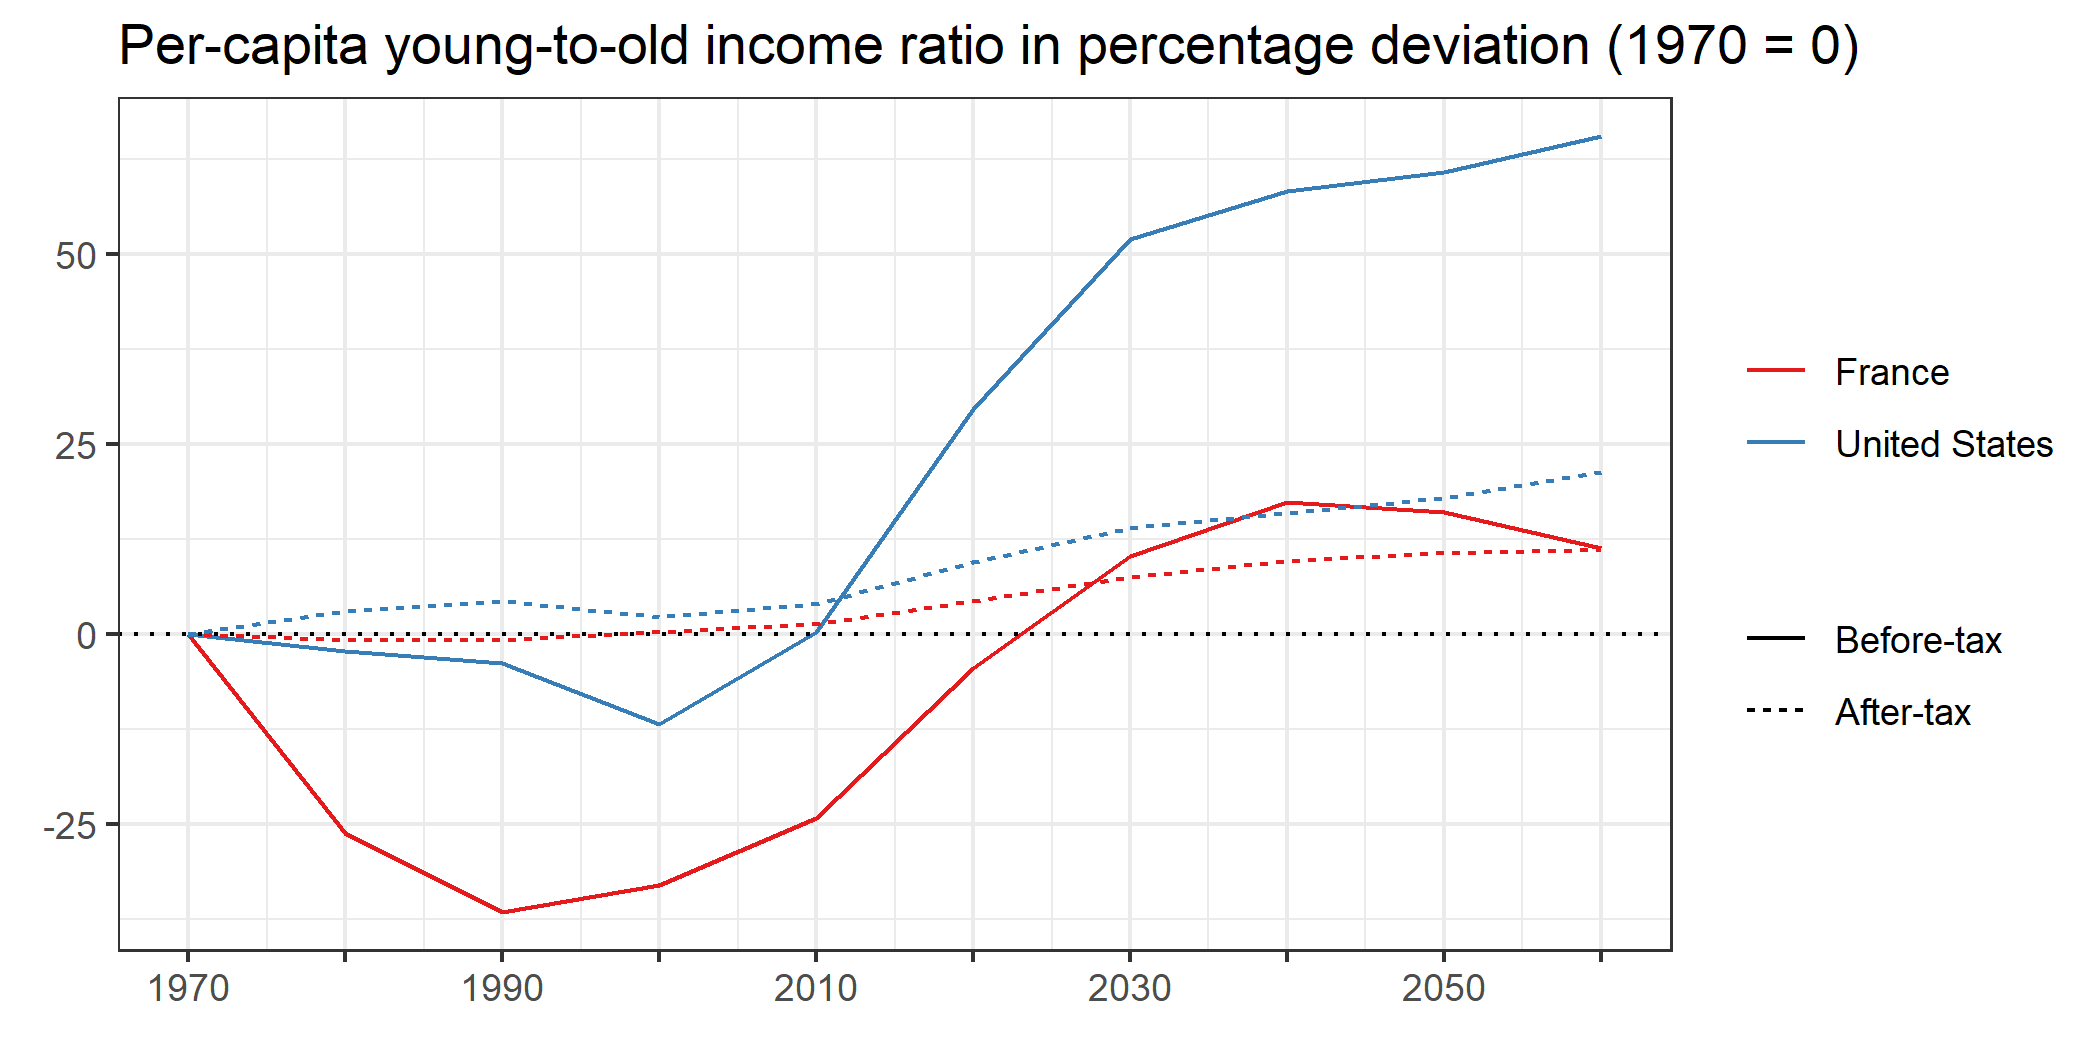 Per-capita young-to-old income ratio in percentage deviation (1970 = 0)
50
25
0
-25
1970 1990 2010 2030 2050
France
United States
Before-tax
After-tax